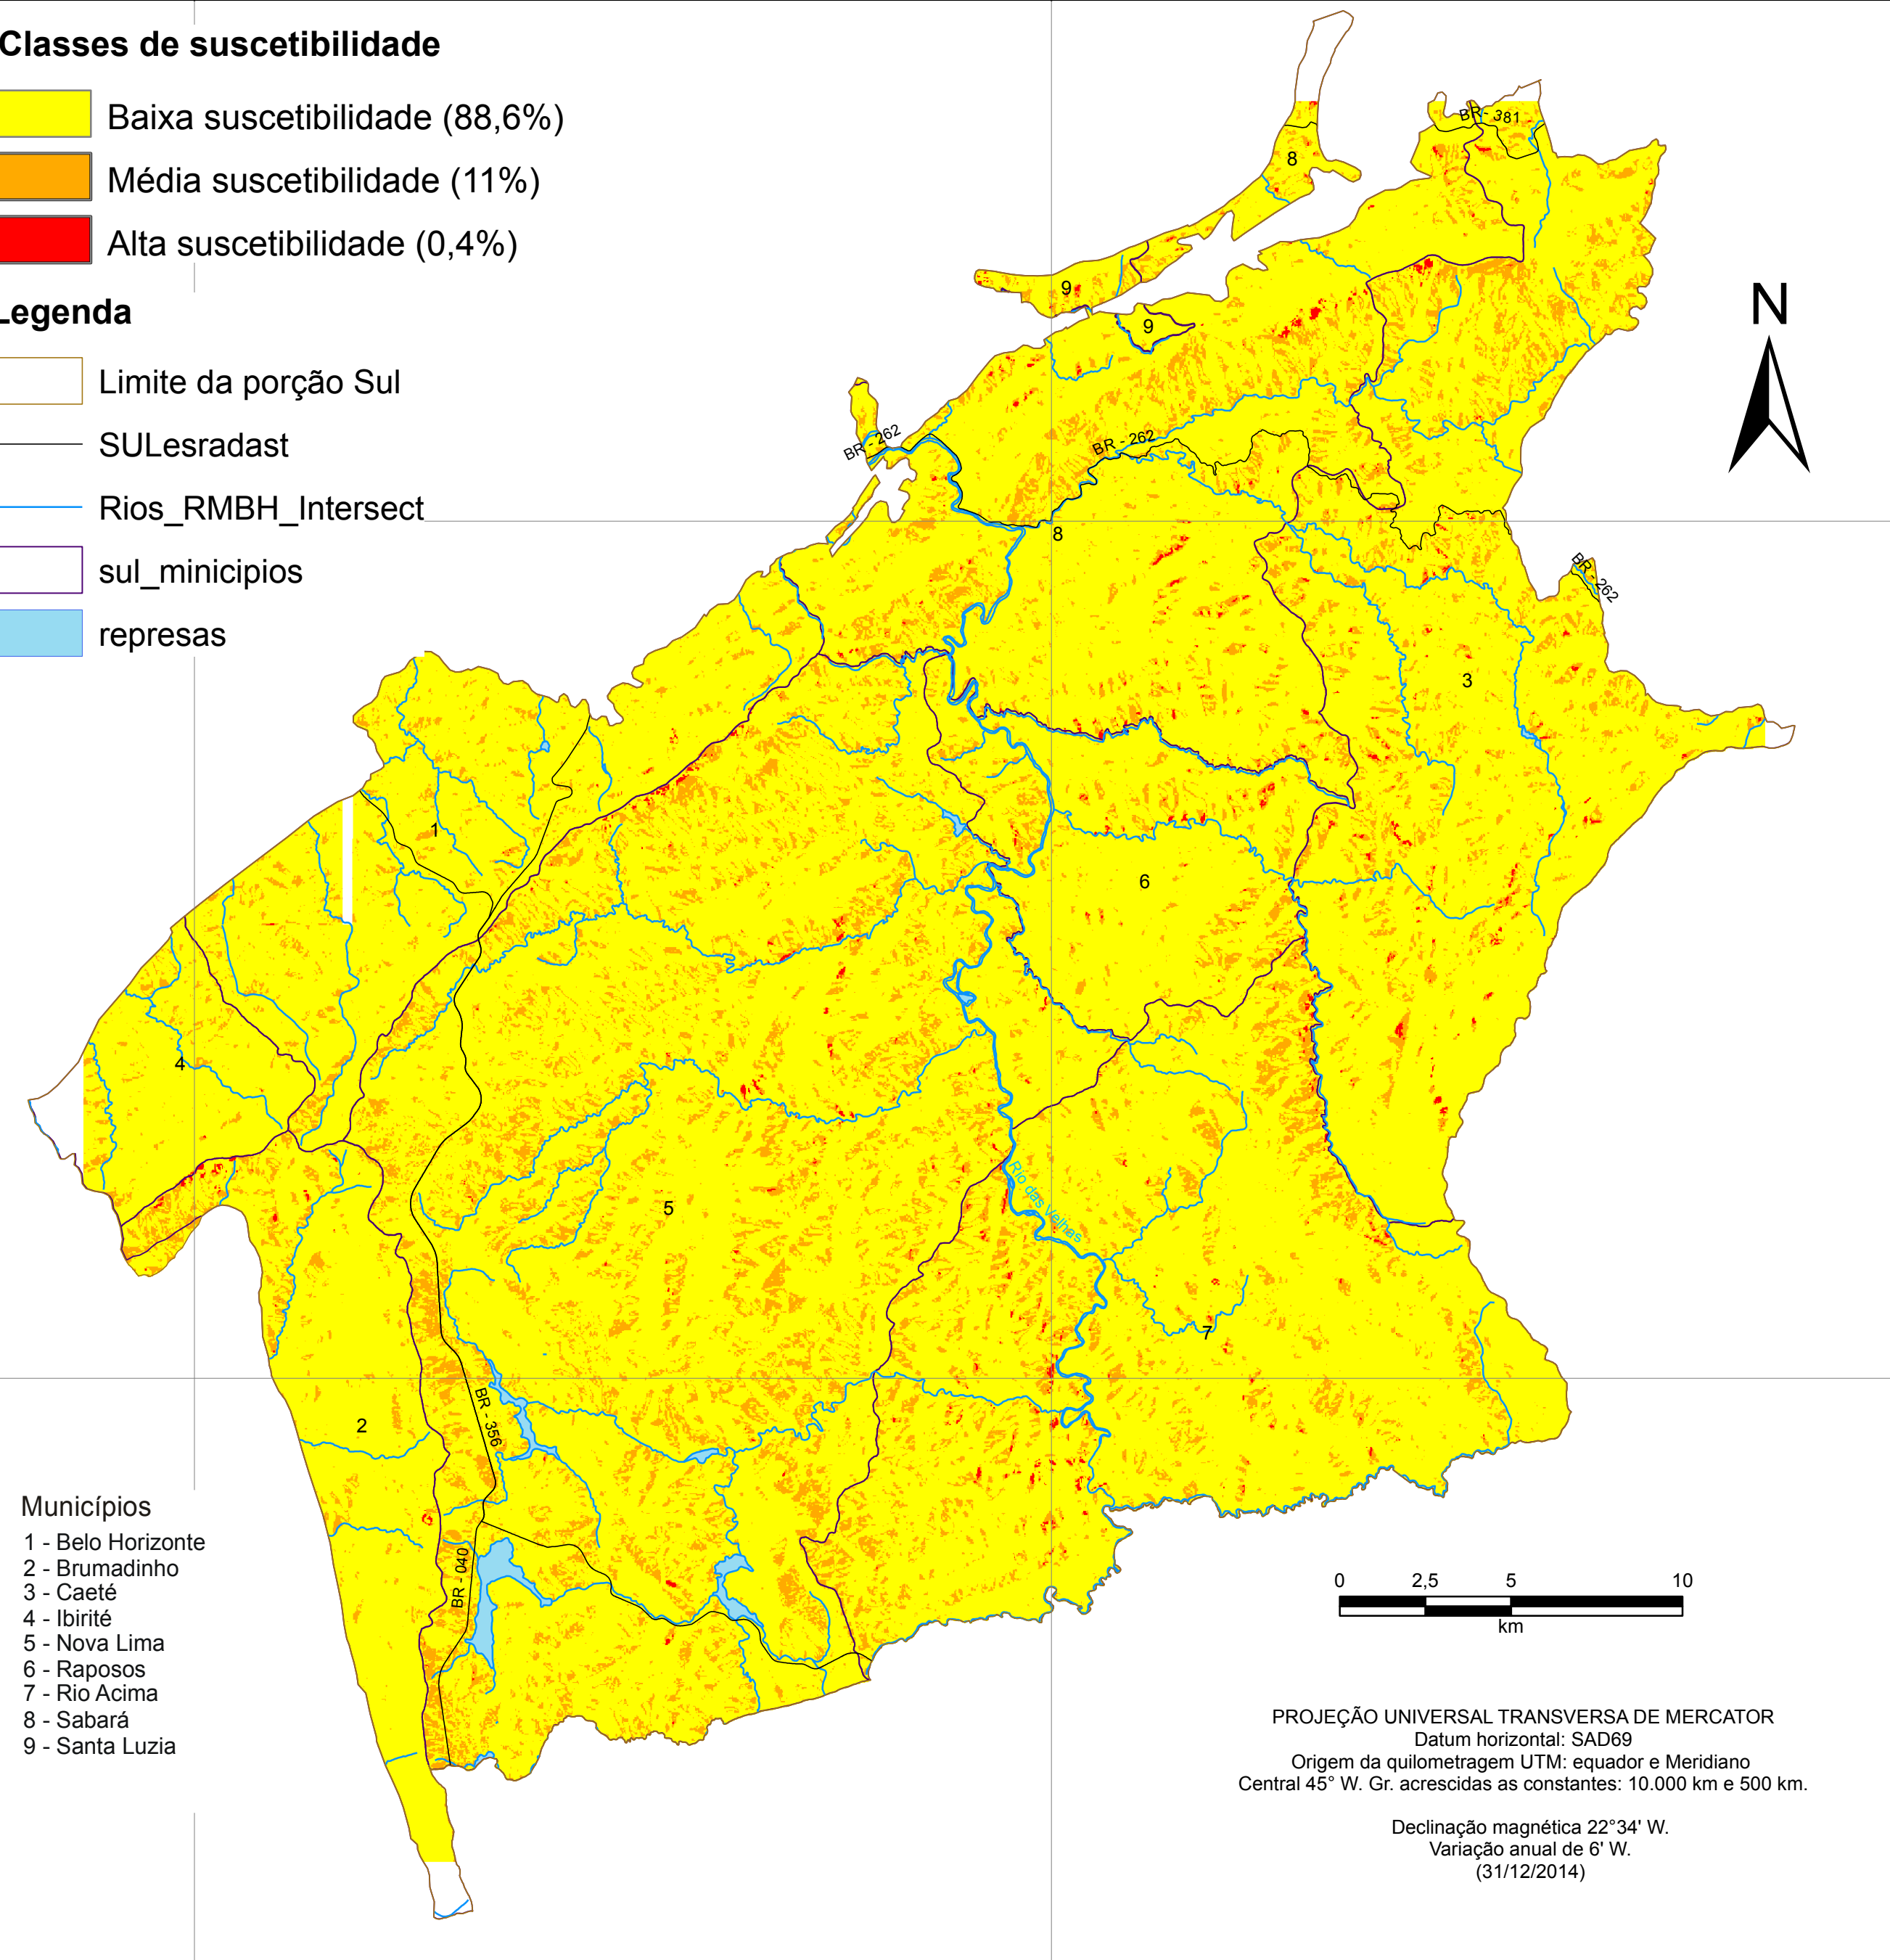 Classes de suscetibilidade
Baixa suscetibilidade (88,6%)
Média suscetibilidade (11%)
Alta suscetibilidade (0,4%)
Legenda
Limite da porção Sul
SULesradast
Rios_RMBH_Intersect
sul_minicipios
represas
BR - 381
8
9
9
N
BR - 262
BR - 262
8
BR - 262
3
1
6
4
5
Rio das Velhas
7
2
BR - 356
BR - 040
Municípios
1 - Belo Horizonte
2 - Brumadinho
3 - Caeté
4 - Ibirité
5 - Nova Lima
6 - Raposos
7 - Rio Acima
8 - Sabará
9 - Santa Luzia
0 2,5 5 10
km
PROJEÇÃO UNIVERSAL TRANSVERSA DE MERCATOR
Datum horizontal: SAD69
Origem da quilometragem UTM: equador e Meridiano
Central 45° W. Gr. acrescidas as constantes: 10.000 km e 500 km.
Declinação magnética 22°34' W.
Variação anual de 6' W.
(31/12/2014)